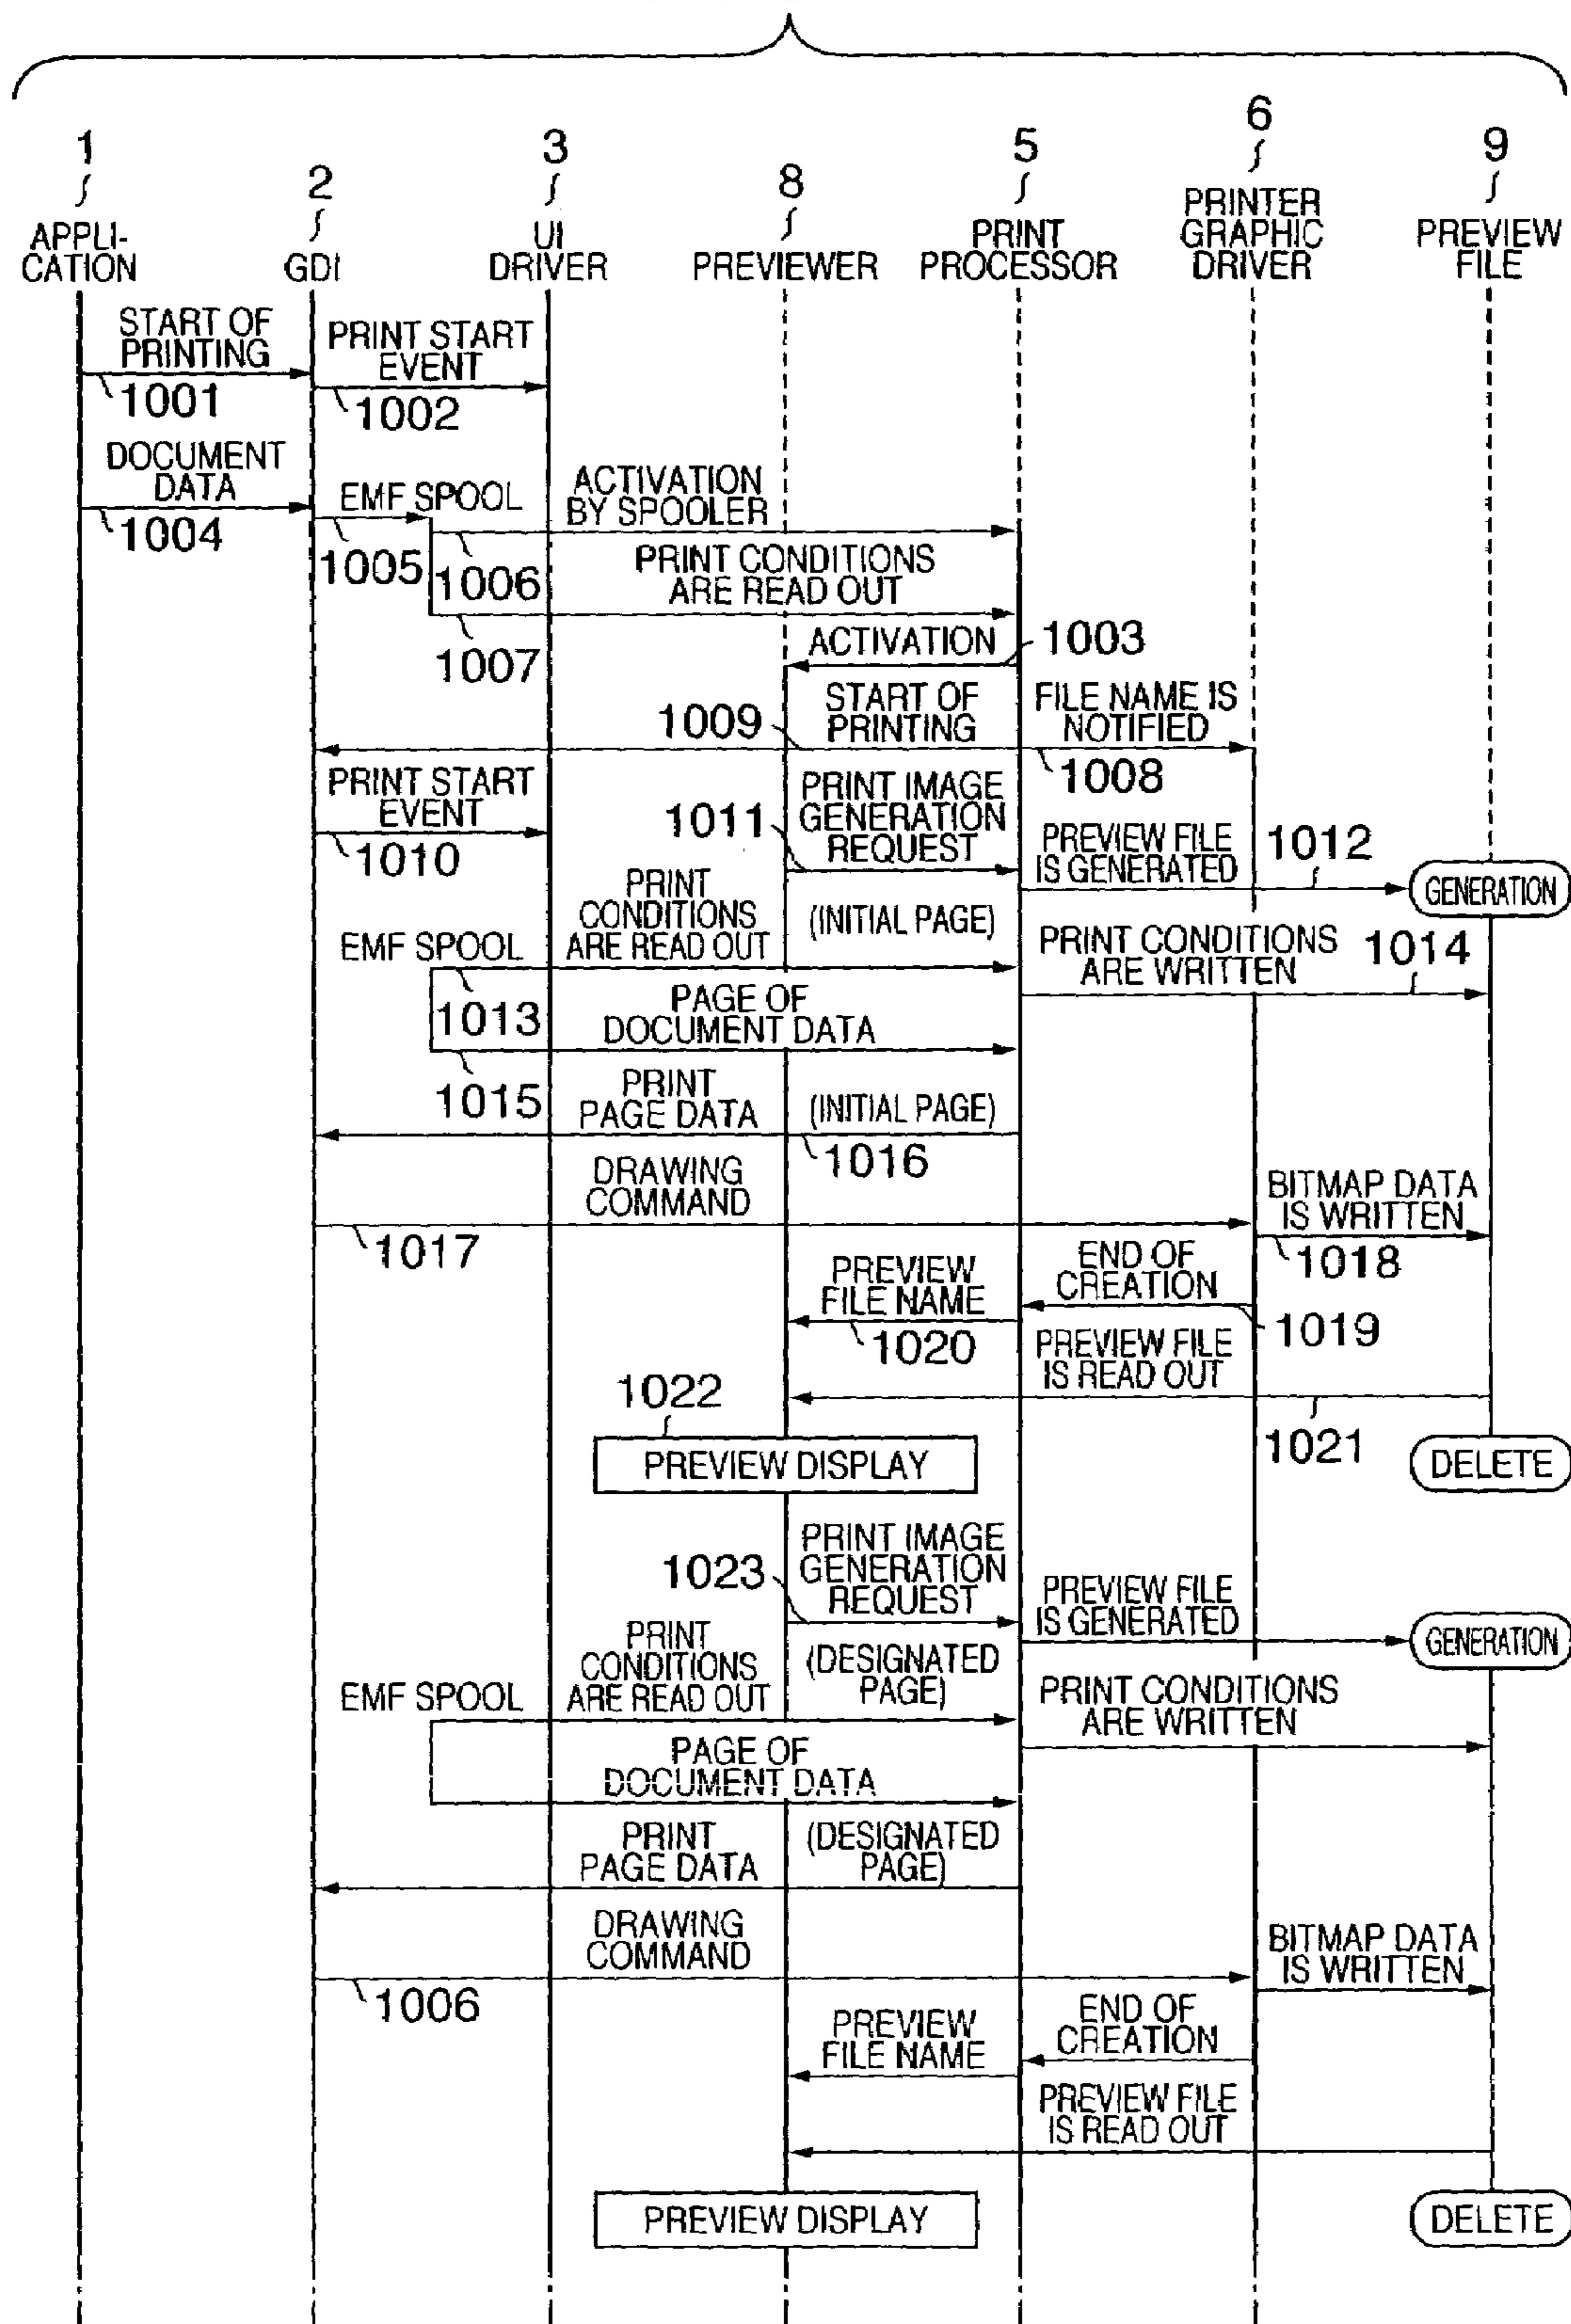 1
2
3
8
5
6
9
APPLI-
CATION
GDI
UI
DRIVER
PREVIEWER
PRINT
PROCESSOR
PRINTER
GRAPHIC
DRIVER
PREVIEW
FILE
START OF
PRINTING
1001
PRINT START
EVENT
1002
DOCUMENT
DATA
1004
EMF SPOOL
1005
ACTIVATION
BY SPOOLER
1006
PRINT CONDITIONS
ARE READ OUT
1007
ACTIVATION
1003
START OF
PRINTING
1009
FILE NAME IS
NOTIFIED
1008
PRINT START
EVENT
1010
PRINT IMAGE
GENERATION
REQUEST
1011
(INITIAL PAGE)
PREVIEW FILE
IS GENERATED
1012
GENERATION
EMF SPOOL
PRINT
CONDITIONS
ARE READ OUT
1013
PRINT CONDITIONS
ARE WRITTEN
1014
PAGE OF
DOCUMENT DATA
1015
PRINT
PAGE DATA
(INITIAL PAGE)
1016
DRAWING
COMMAND
1017
BITMAP DATA
IS WRITTEN
1018
END OF
CREATION
1019
PREVIEW
FILE NAME
1020
PREVIEW FILE
IS READ OUT
1021
1022
PREVIEW DISPLAY
DELETE
PRINT IMAGE
GENERATION
REQUEST
1023
(DESIGNATED
PAGE)
PREVIEW FILE
IS GENERATED
GENERATION
EMF SPOOL
PRINT
CONDITIONS
ARE READ OUT
PRINT CONDITIONS
ARE WRITTEN
PAGE OF
DOCUMENT DATA
PRINT
PAGE DATA
(DESIGNATED
PAGE)
DRAWING
COMMAND
1006
BITMAP DATA
IS WRITTEN
END OF
CREATION
PREVIEW
FILE NAME
PREVIEW FILE
IS READ OUT
PREVIEW DISPLAY
DELETE